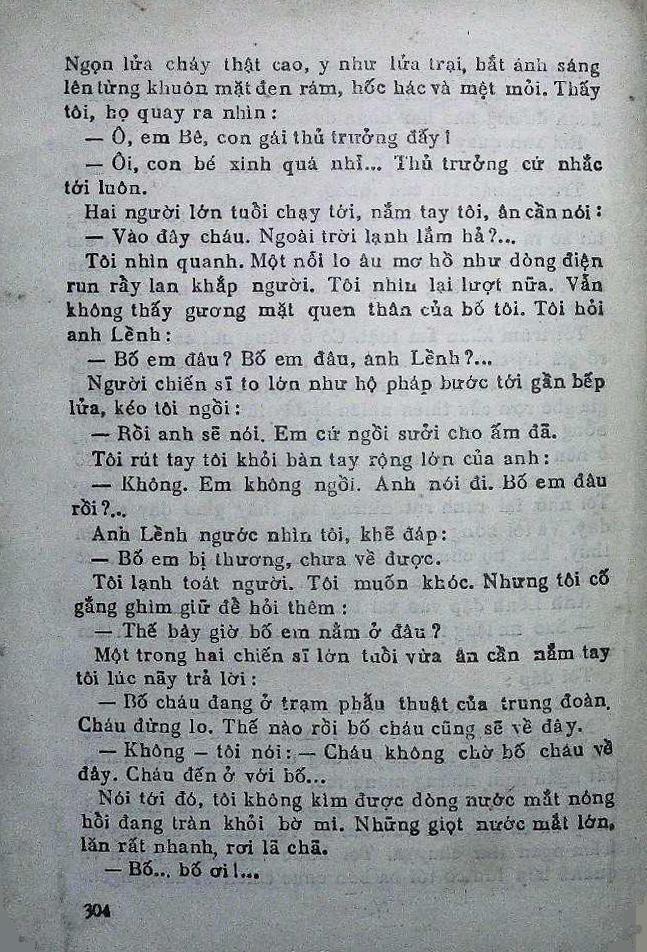 Ngọn lửa cháy thật cao, y như lửa trại, bắt ánh sáng
lên từng khuôn mặt đen rám, hốc hác và mệt mỏi. Thấy
tôi, họ quay ra nhìn :
— Ô, em Bê, con gái thủ trưởng đấy !
— Ôi, con bé xinh quá nhỉ... Thủ trưởng cứ nhắc
tới luôn.
Hai người lớn tuổi chạy tới, nắm tay tôi, ân cần nói :
— Vào đây cháu. Ngoài trời lạnh lắm hả ?...
Tôi nhìn quanh. Một nỗi lo âu mơ hồ như dòng điện
run rẩy lan khắp người. Tôi nhìn lại lượt nữa. Vẫn
không thấy gương mặt quen thân của bố tôi. Tôi hỏi
anh Lềnh :
— Bố em đâu ? Bố em đâu, anh Lềnh ?...
Người chiến sĩ to lớn như hộ pháp bước tới gần bếp
lửa, kéo tôi ngồi :
— Rồi anh sẽ nói. Em cứ ngồi sưởi cho ấm đã.
Tôi rút tay tôi khỏi bàn tay rộng lớn của anh :
— Không. Em không ngồi. Anh nói đi. Bố em đâu
rồi ?...
Anh Lềnh ngước nhìn tôi, khẽ đáp:
— Bố em bị thương, chưa về được.
Tôi lạnh toát người. Tôi muốn khóc. Nhưng tôi cố
gắng ghìm giữ để hỏi thêm :
— Thế bây giờ bố em nằm ở đâu ?
Một trong hai chiến sĩ lớn tuổi vừa ân cần nắm tay
tôi lúc nãy trả lời :
— Bố cháu đang ở trạm phẫu thuật của trung đoàn.
Cháu đừng lo. Thế nào rồi bố cháu cũng sẽ về đây.
— Không – tôi nói : — Cháu không chờ bố cháu về
đây. Cháu đến ở với bố...
Nói tới đó, tôi không kìm được dòng nước mắt nóng
hổi đang tràn khỏi bờ mi. Những giọt nước mắt lớn,
lăn rất nhanh, rơi lã chã.
— Bố... bố ơi !...
304